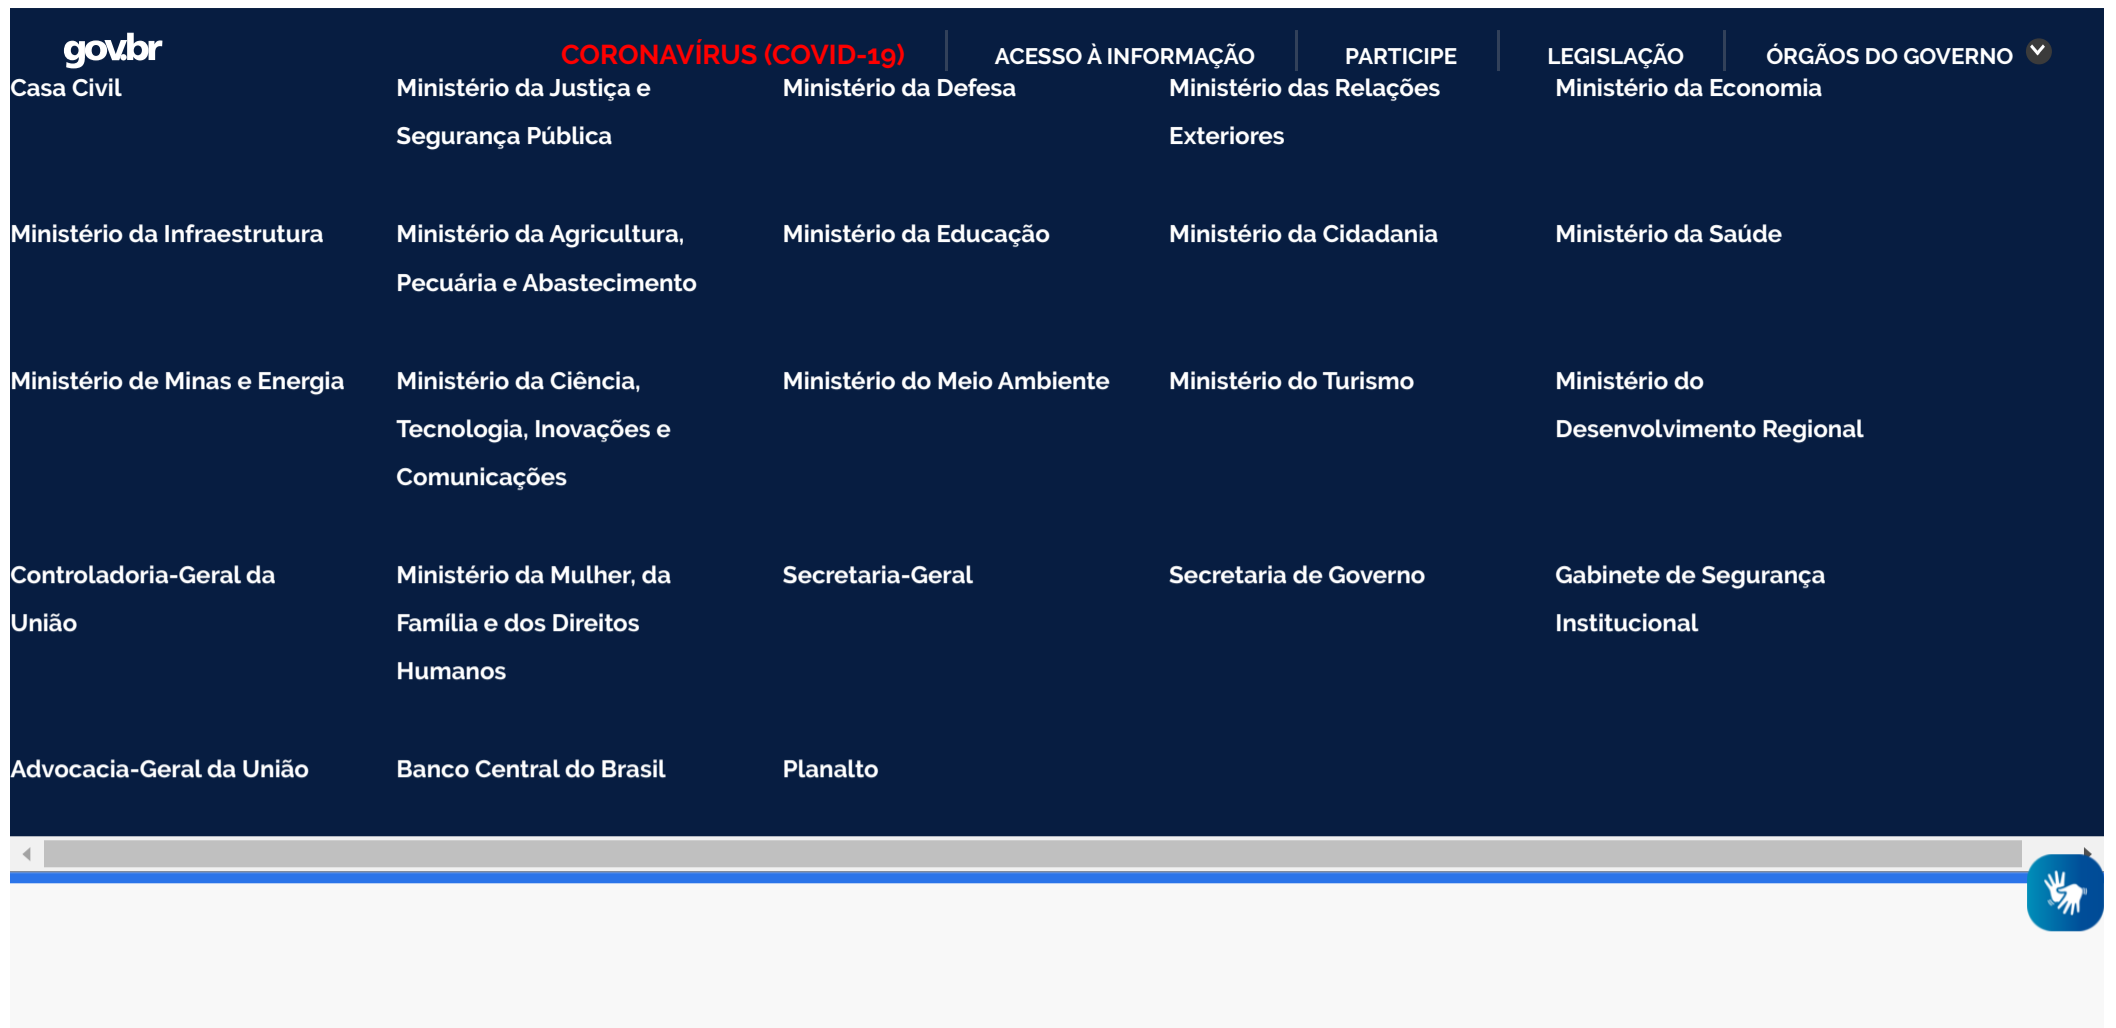 gov.br
CORONAVÍRUS (COVID-19)
ACESSO À INFORMAÇÃO
PARTICIPE
LEGISLAÇÃO
ÓRGÃOS DO GOVERNO
Casa Civil
Ministério da Justiça e
Segurança Pública
Ministério da Defesa
Ministério das Relações
Exteriores
Ministério da Economia
Ministério da Infraestrutura
Ministério da Agricultura,
Pecuária e Abastecimento
Ministério da Educação
Ministério da Cidadania
Ministério da Saúde
Ministério de Minas e Energia
Ministério da Ciência,
Tecnologia, Inovações e
Comunicações
Ministério do Meio Ambiente
Ministério do Turismo
Ministério do
Desenvolvimento Regional
Controladoria-Geral da
União
Ministério da Mulher, da
Família e dos Direitos
Humanos
Secretaria-Geral
Secretaria de Governo
Gabinete de Segurança
Institucional
Advocacia-Geral da União
Banco Central do Brasil
Planalto